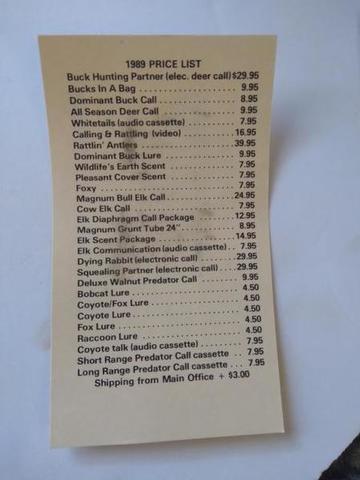 1989 PRICE LIST
Buck Hunting Partner (elec. deer call) $29.95
Bucks In A Bag .................... 9.95
Dominant Buck Call ................ 8.95
All Season Deer Call .............. 9.95
Whitetails (audio cassette) ........ 7.95
Calling & Rattling (video) ......... 16.95
Rattlin' Antlers ................... 39.95
Dominant Buck Lure ................ 9.95
Wildlife's Earth Scent ............. 7.95
Pleasant Cover Scent .............. 7.95
Foxy .............................. 7.95
Magnum Bull Elk Call .............. 24.95
Cow Elk Call ...................... 7.95
Elk Diaphragm Call Package ........ 12.95
Magnum Grunt Tube 24" ............. 8.95
Elk Scent Package ................. 14.95
Elk Communication (audio cassette) .. 7.95
Dying Rabbit (electronic call) ...... 29.95
Squealing Partner (electronic call) .... 29.95
Deluxe Walnut Predator Call ........ 9.95
Bobcat Lure ....................... 4.50
Coyote/Fox Lure ................... 4.50
Coyote Lure ....................... 4.50
Fox Lure .......................... 4.50
Raccoon Lure ...................... 4.50
Coyote talk (audio cassette) ........ 7.95
Short Range Predator Call cassette .. 7.95
Long Range Predator Call cassette ... 7.95
Shipping from Main Office + $3.00